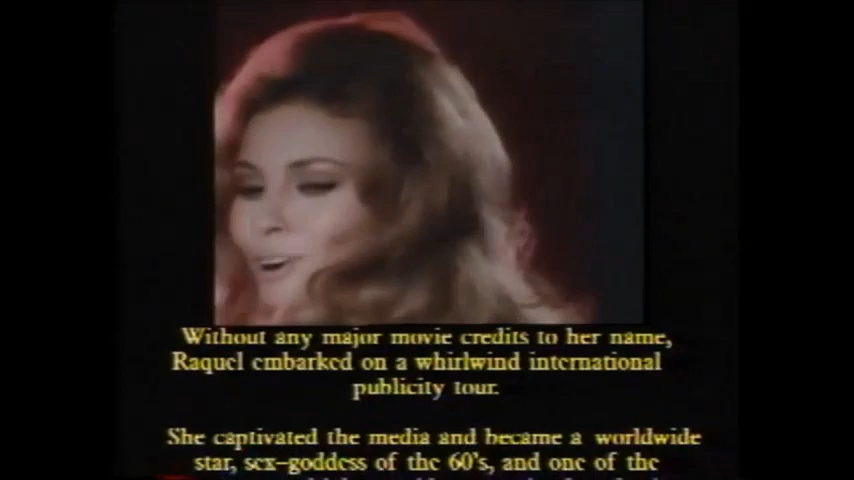 Without any major movie credits to her name,
Raquel embarked on a whirlwind international
publicity tour.
She captivated the media and became a worldwide
star, sex-goddess of the 60's, and one of the